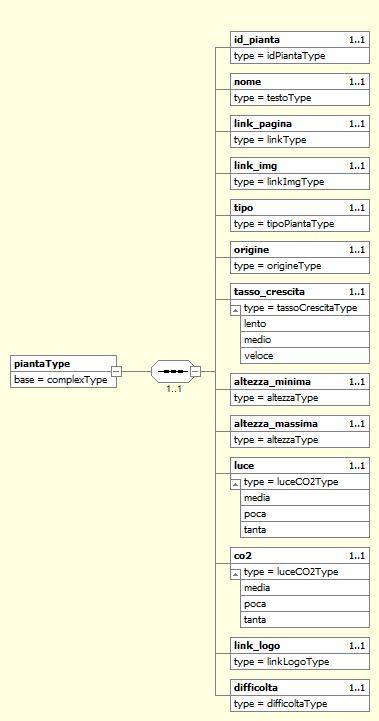 id_pianta 1..1
type = idPiantaType
nome 1..1
type = testoType
link_pagina 1..1
type = linkType
link_img 1..1
type = linkImgType
tipo 1..1
type = tipoPiantaType
origine 1..1
type = origineType
tasso_crescita 1..1
type = tassoCrescitaType
lento
medio
veloce
piantaType
base = complexType
1..1
altezza_minima 1..1
type = altezzaType
altezza_massima 1..1
type = altezzaType
luce 1..1
type = luceCO2Type
media
poca
tanta
co2 1..1
type = luceCO2Type
media
poca
tanta
link_logo 1..1
type = linkLogoType
difficolta 1..1
type = difficoltaType